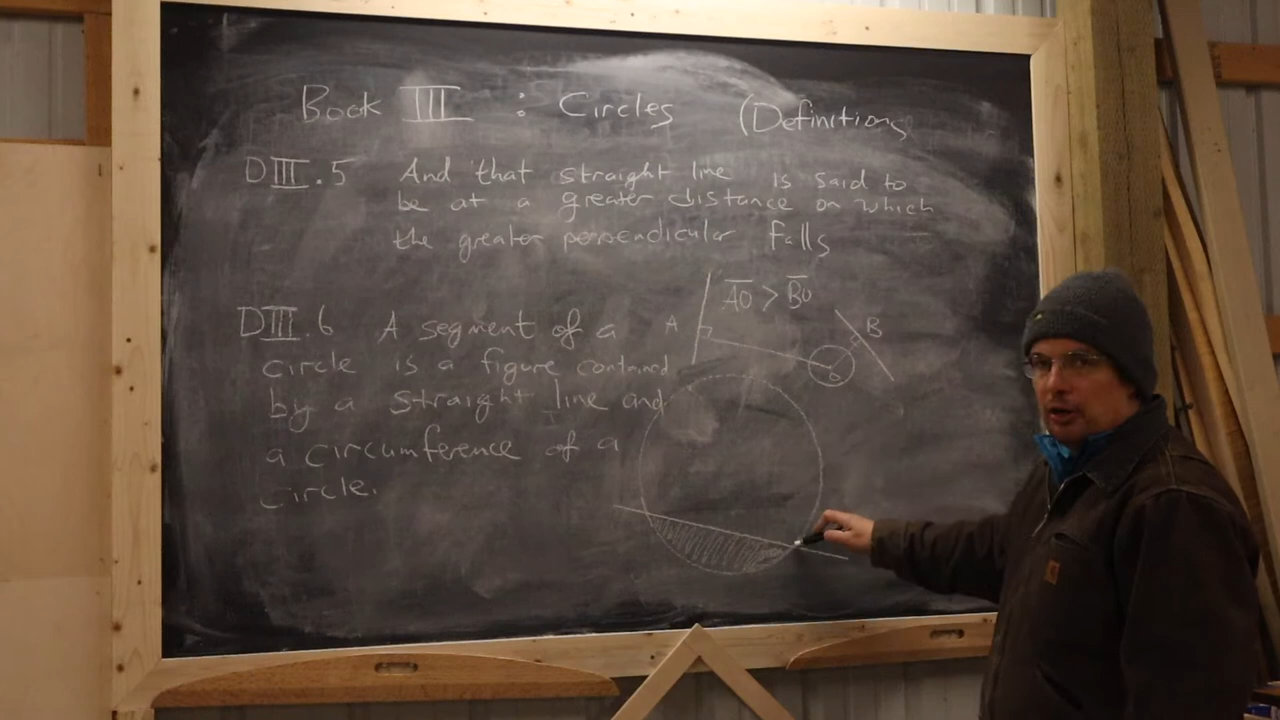 Book III : Circles (Definitions
DIII.5 And that straight line is said to
be at a greater distance on which
the greater perpendicular falls
A̅O̅ > B̅O̅
DIII.6 A segment of a
circle is a figure contained
by a straight line and
a circumference of a
circle.
A
B
O